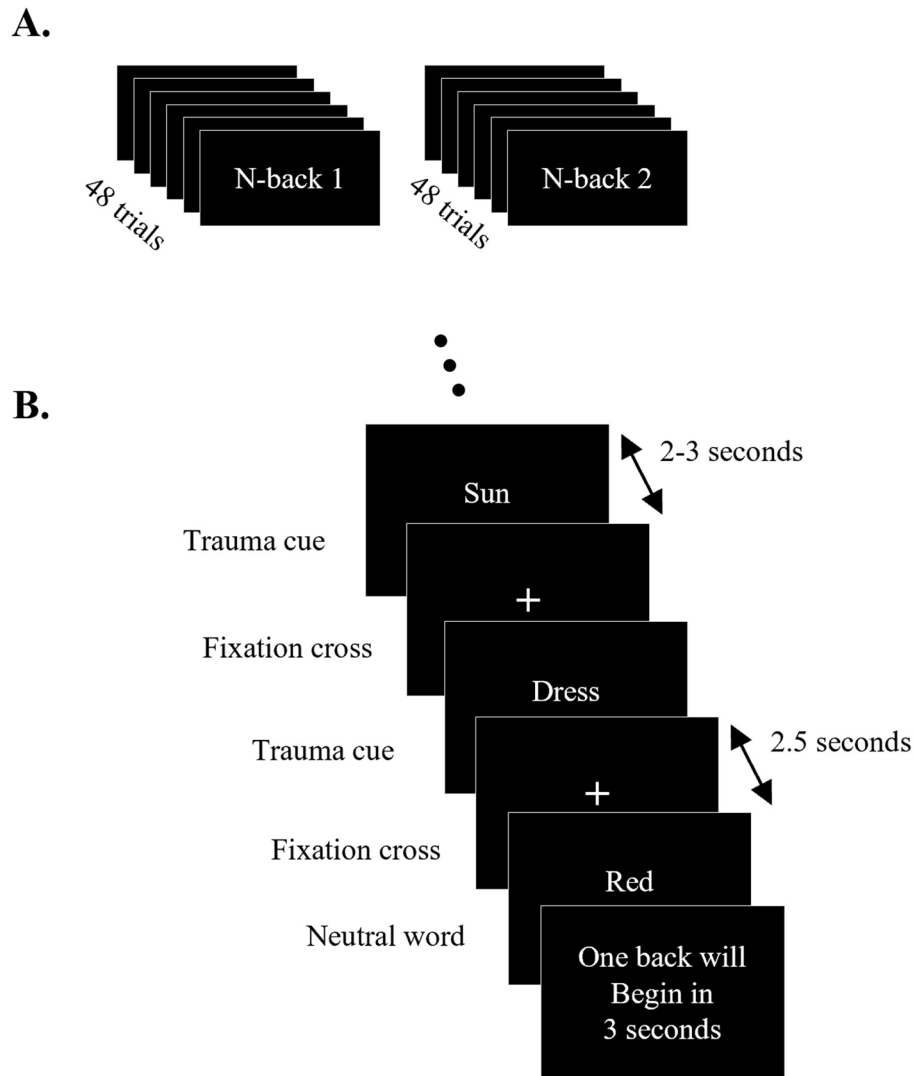 A.
N-back 1
N-back 2
48 trials
48 trials
B.
2-3 seconds
Sun
Trauma cue
+
Fixation cross
Dress
Trauma cue
2.5 seconds
+
Fixation cross
Red
Neutral word
One back will
Begin in
3 seconds